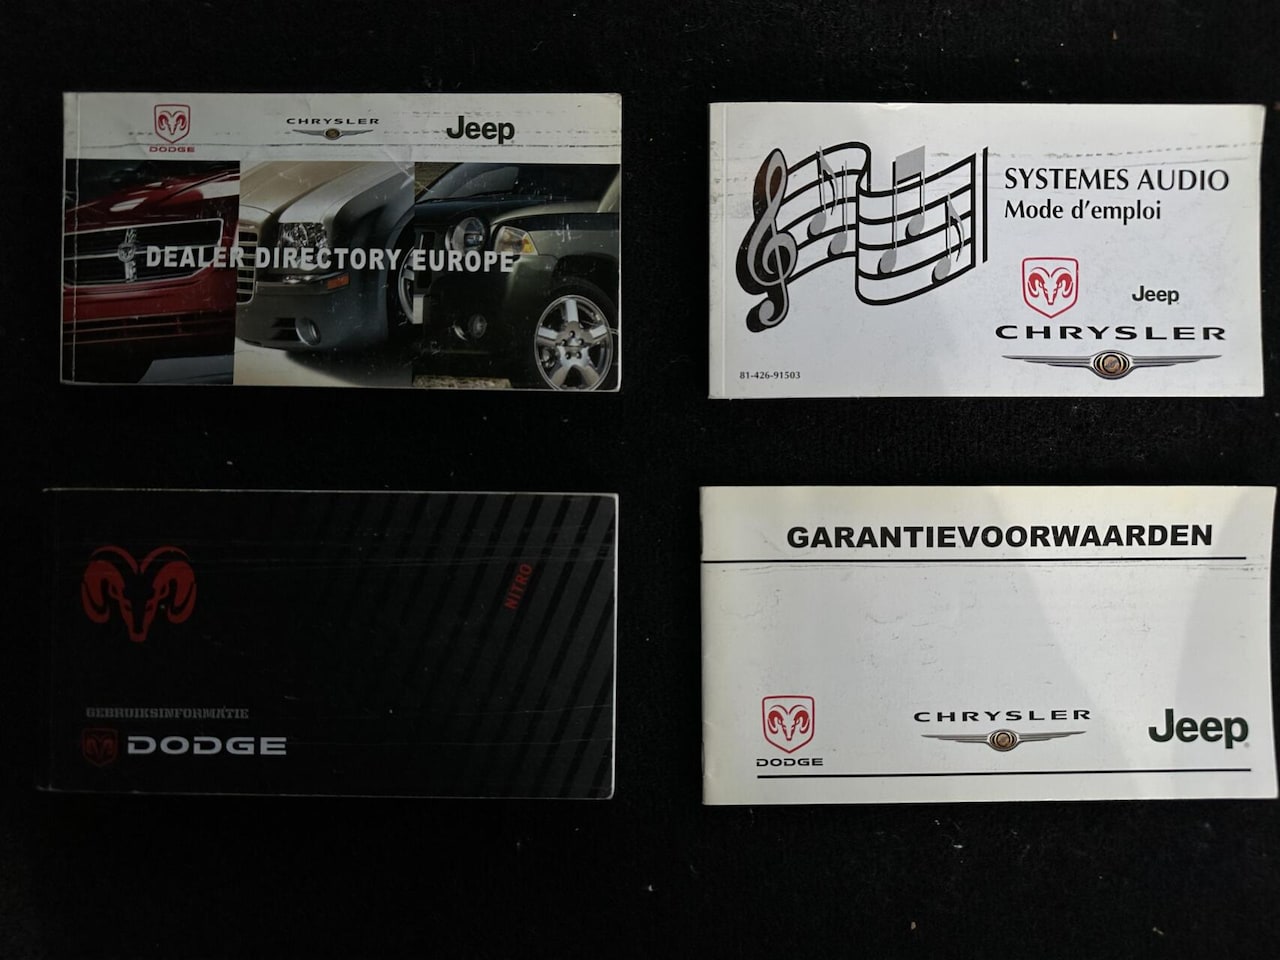 DODGE
CHRYSLER
Jeep
DEALER DIRECTORY EUROPE
SYSTEMES AUDIO
Mode d'emploi
Jeep
CHRYSLER
81-426-91503
NITRO
GEBRUIKSINFORMATIE
DODGE
GARANTIEVOORWAARDEN
DODGE
CHRYSLER
Jeep